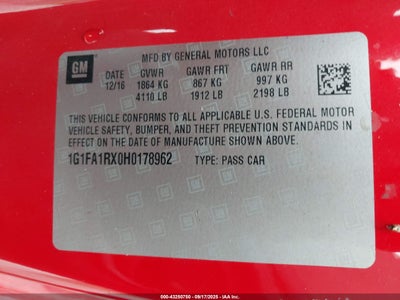 GM
MFD BY GENERAL MOTORS LLC
12/16 GVWR GAWR FRT GAWR RR
1864 KG 867 KG 997 KG
4110 LB 1912 LB 2198 LB
THIS VEHICLE CONFORMS TO ALL APPLICABLE U.S. FEDERAL MOTOR
VEHICLE SAFETY, BUMPER, AND THEFT PREVENTION STANDARDS IN
EFFECT ON THE DATE OF MANUFACTURE SHOWN ABOVE.
1G1FA1RX0H0178962 TYPE: PASS CAR
000-43250750 - 09/17/2025 - IAA Inc.